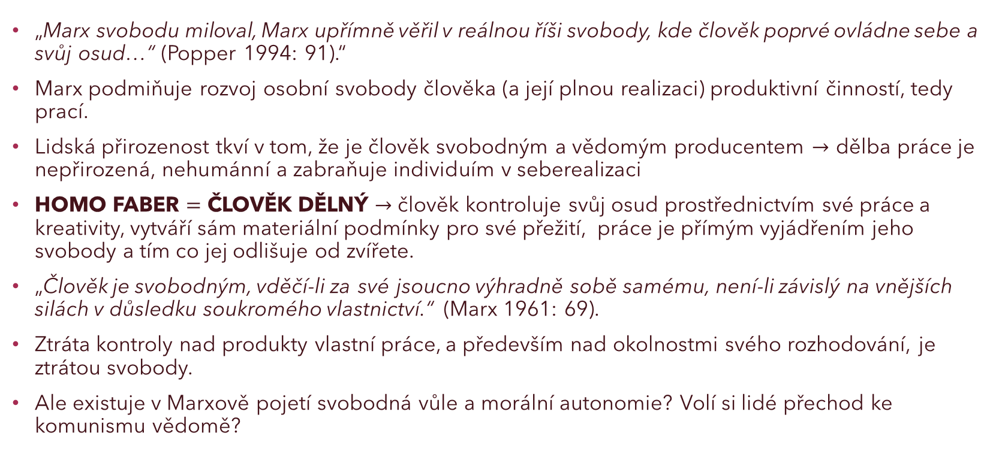 • „Marx svobodu miloval, Marx upřímně věřil v reálnou říši svobody, kde člověk poprvé ovládne sebe a
svůj osud…“ (Popper 1994: 91).“
• Marx podmiňuje rozvoj osobní svobody člověka (a její plnou realizaci) produktivní činností, tedy
prací.
• Lidská přirozenost tkví v tom, že je člověk svobodným a vědomým producentem → dělba práce je
nepřirozená, nehumánní a zabraňuje individuím v seberealizaci
• HOMO FABER = ČLOVĚK DĚLNÝ → člověk kontroluje svůj osud prostřednictvím své práce a
kreativity, vytváří sám materiální podmínky pro své přežití,  práce je přímým vyjádřením jeho
svobody a tím co jej odlišuje od zvířete.
• „Člověk je svobodným, vděčí-li za své jsoucno výhradně sobě samému, není-li závislý na vnějších
silách v důsledku soukromého vlastnictví.“  (Marx 1961: 69).
• Ztráta kontroly nad produkty vlastní práce, a především nad okolnostmi svého rozhodování, je
ztrátou svobody.
• Ale existuje v Marxově pojetí svobodná vůle a morální autonomie? Volí si lidé přechod ke
komunismu vědomě?